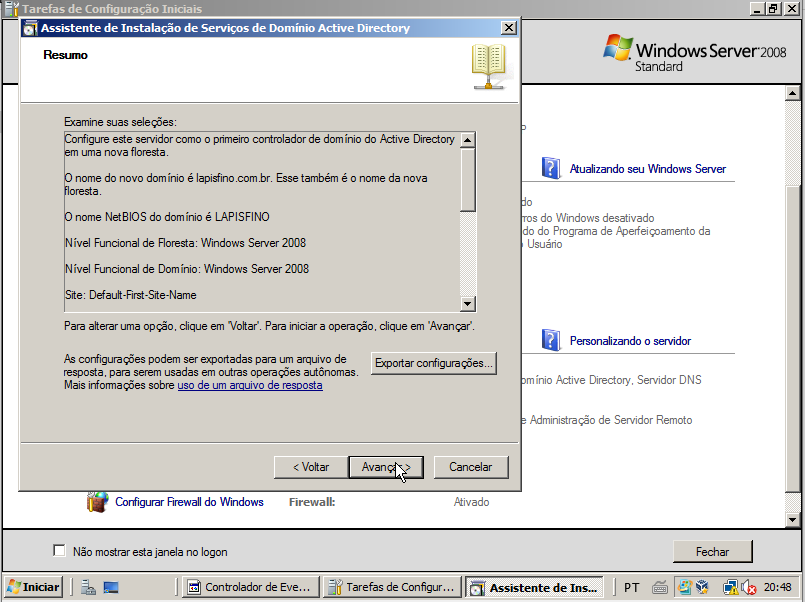 Tarefas de Configuração Iniciais
Assistente de Instalação de Serviços de Domínio Active Directory
Resumo
Windows Server 2008
Standard
Examine suas seleções:
Configure este servidor como o primeiro controlador de domínio do Active Directory
em uma nova floresta.
O nome do novo domínio é lapisfino.com.br. Esse também é o nome da nova
floresta.
O nome NetBIOS do domínio é LAPISFINO
Nível Funcional de Floresta: Windows Server 2008
Nível Funcional de Domínio: Windows Server 2008
Site: Default-First-Site-Name
Para alterar uma opção, clique em 'Voltar'. Para iniciar a operação, clique em 'Avançar'.
As configurações podem ser exportadas para um arquivo de
resposta, para serem usadas em outras operações autônomas.
Mais informações sobre uso de um arquivo de resposta
Exportar configurações...
< Voltar
Avançar >
Cancelar
Atualizando seu Windows Server
do Windows desativado
do Programa de Aperfeiçoamento da
Usuário
Personalizando o servidor
Active Directory, Servidor DNS
e Administração de Servidor Remoto
Configurar Firewall do Windows
Firewall:
Ativado
Não mostrar esta janela no logon
Fechar
Iniciar
Controlador de Eve...
Tarefas de Configur...
Assistente de Ins...
PT
20:48